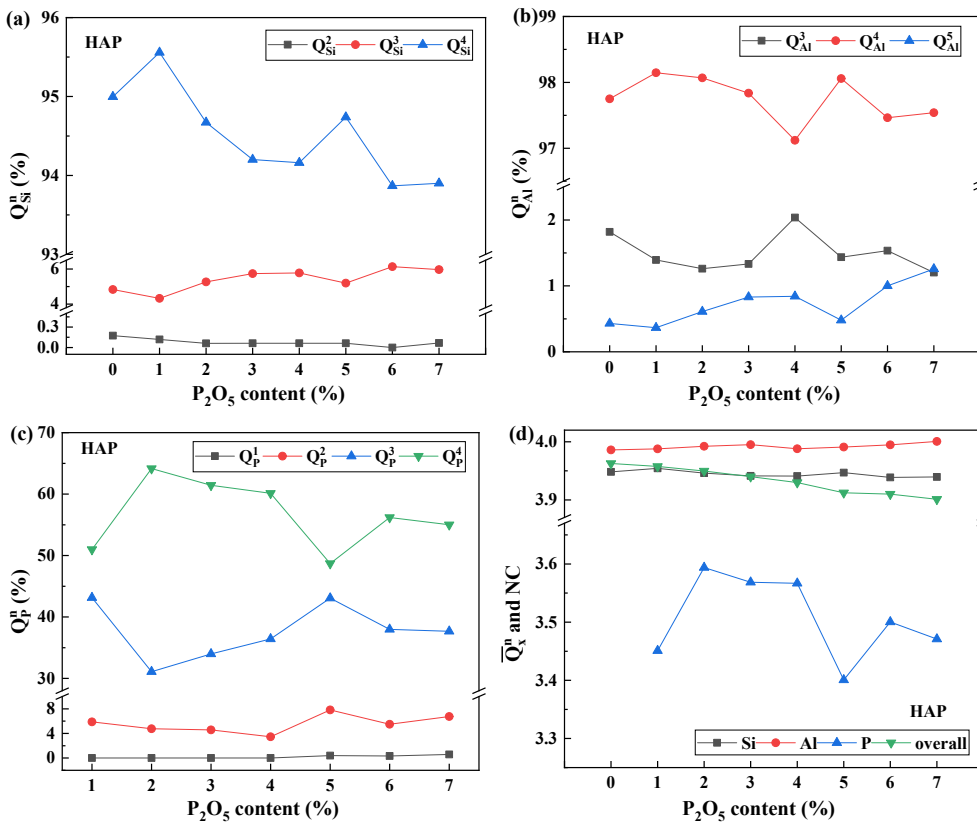 (a)
HAP
Q²Si Q³Si Q⁴Si
96
95
94
93
6
4
0.3
0.0
QⁿSi (%)
0 1 2 3 4 5 6 7
P₂O₅ content (%)
(b)
HAP
Q³Al Q⁴Al Q⁵Al
99
98
97
2
1
0
QⁿAl (%)
0 1 2 3 4 5 6 7
P₂O₅ content (%)
(c)
HAP
Q¹P Q²P Q³P Q⁴P
70
60
50
40
30
8
4
0
QⁿP (%)
1 2 3 4 5 6 7
P₂O₅ content (%)
(d)
4.0
3.9
3.6
3.5
3.4
3.3
Q̅ⁿx and NC
HAP
Si Al P overall
0 1 2 3 4 5 6 7
P₂O₅ content (%)